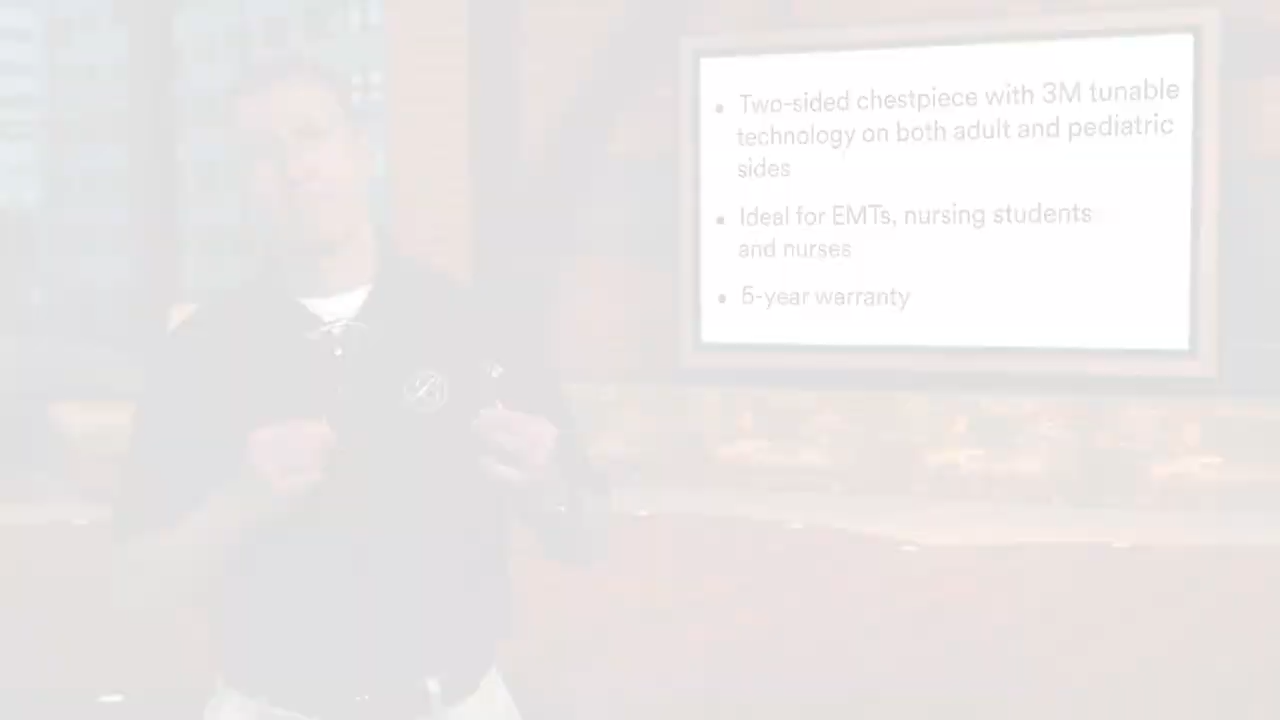 • Two-sided chestpiece with 3M tunable
technology on both adult and pediatric
sides
• Ideal for EMTs, nursing students
and nurses
• 5-year warranty